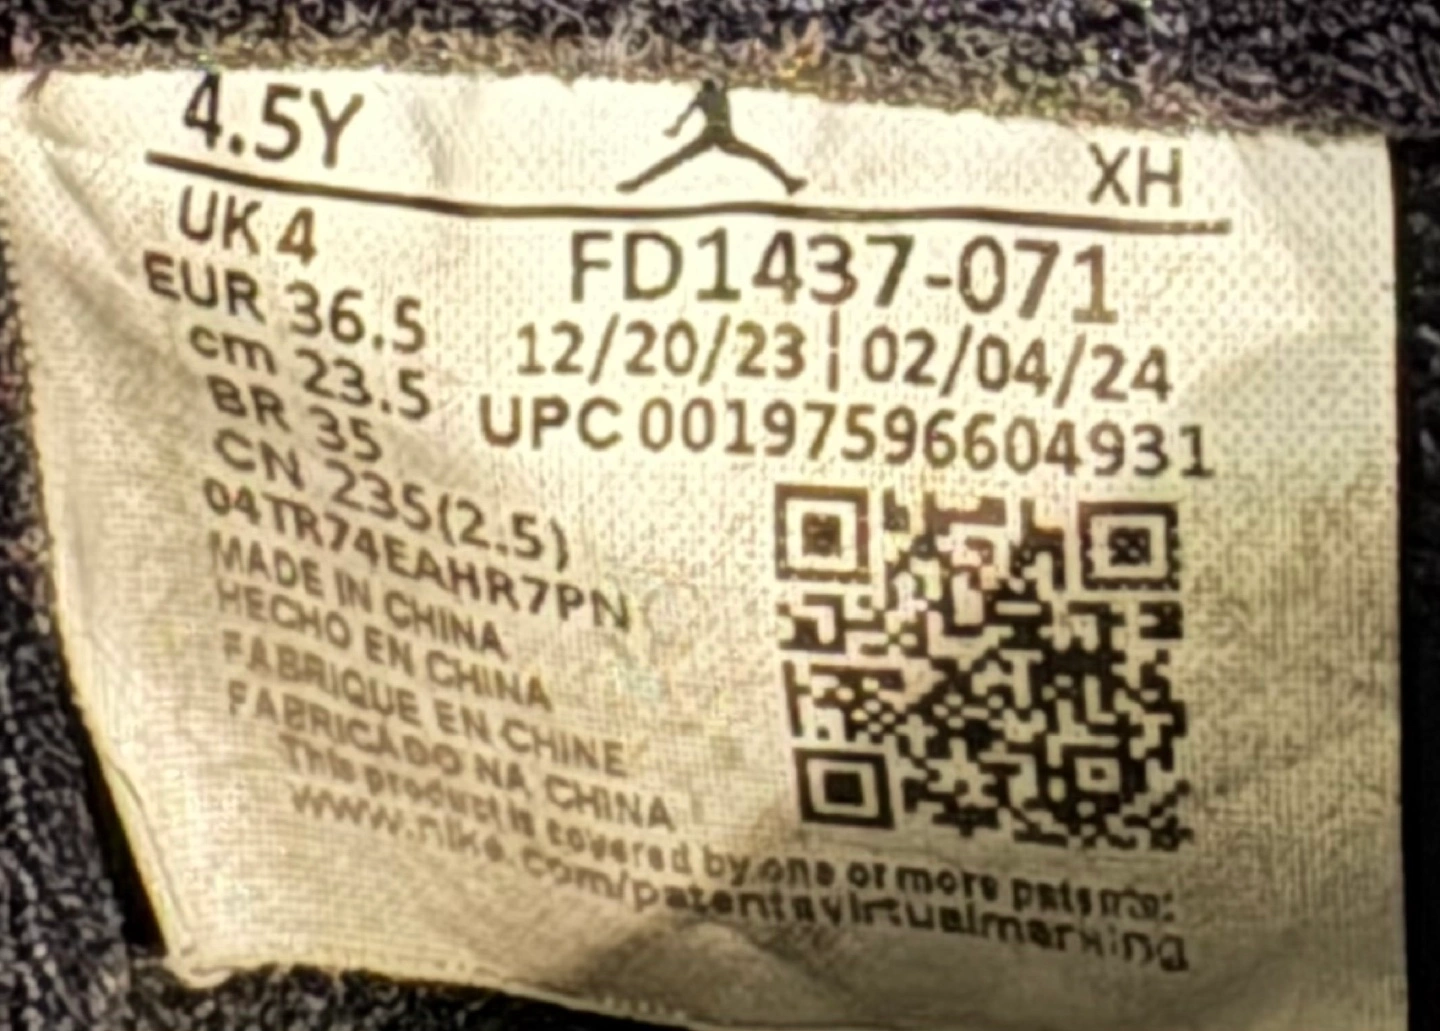 4.5Y
XH
UK 4
EUR 36.5
cm 23.5
BR 35
CN 235(2.5)
04TR74EAHR7PN
MADE IN CHINA
HECHO EN CHINA
FABRIQUE EN CHINE
FABRICADO NA CHINA
FD1437-071
12/20/23 | 02/04/24
UPC 00197596604931
This product is covered by one or more patents:
www.nike.com/patentsvirtualmarking